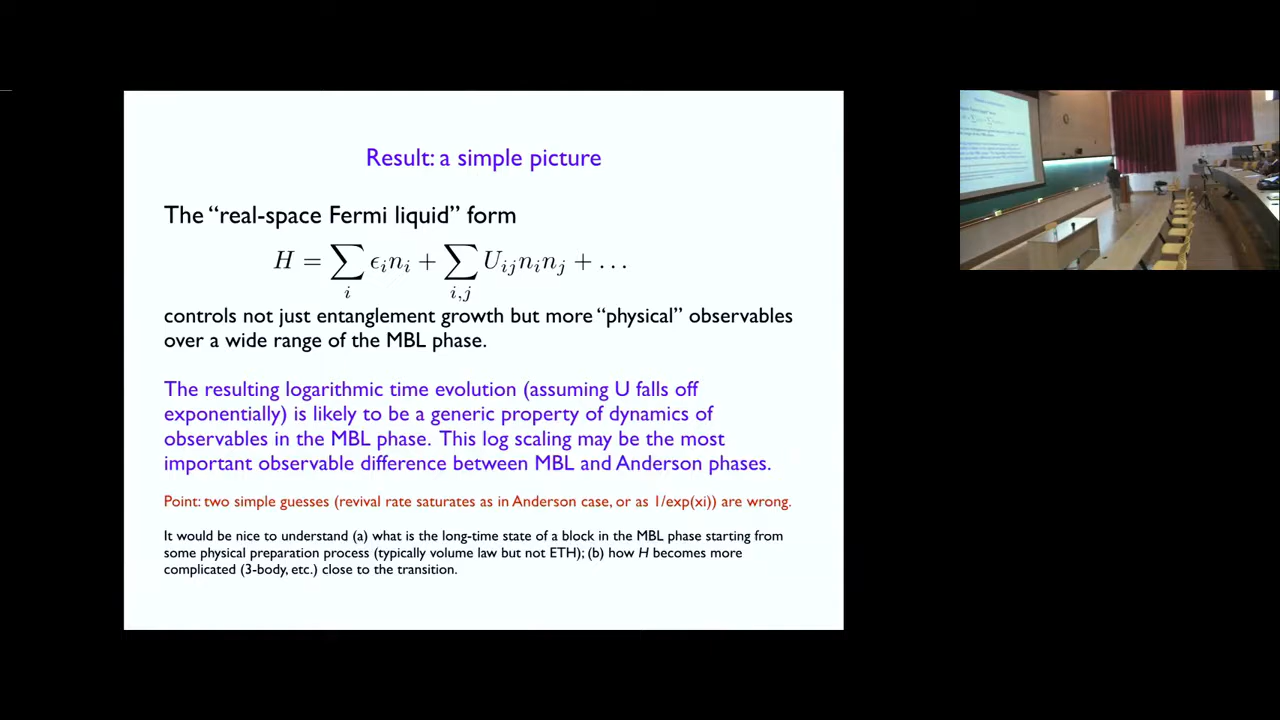 Result: a simple picture
The “real-space Fermi liquid” form
H = ∑_i ϵ_i n_i + ∑_{i,j} U_{ij} n_i n_j + …
controls not just entanglement growth but more “physical” observables
over a wide range of the MBL phase.
The resulting logarithmic time evolution (assuming U falls off
exponentially) is likely to be a generic property of dynamics of
observables in the MBL phase. This log scaling may be the most
important observable difference between MBL and Anderson phases.
Point: two simple guesses (revival rate saturates as in Anderson case, or as 1/exp(xi)) are wrong.
It would be nice to understand (a) what is the long-time state of a block in the MBL phase starting from
some physical preparation process (typically volume law but not ETH); (b) how H becomes more
complicated (3-body, etc.) close to the transition.